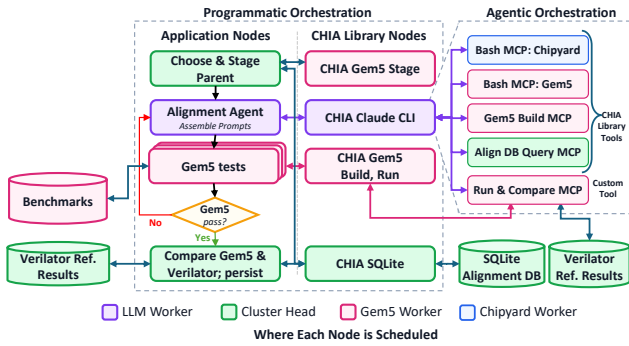 Programmatic Orchestration
Agentic Orchestration
Application Nodes
CHIA Library Nodes
Choose & Stage
Parent
CHIA Gem5 Stage
Alignment Agent
Assemble Prompts
CHIA Claude CLI
Gem5 tests
CHIA Gem5
Build, Run
Benchmarks
Gem5
pass?
No
Yes
Verilator Ref.
Results
Compare Gem5 &
Verilator; persist
CHIA SQLite
Bash MCP: Chipyard
Bash MCP: Gem5
Gem5 Build MCP
Align DB Query MCP
Run & Compare MCP
CHIA
Library
Tools
Custom
Tool
SQLite
Alignment DB
Verilator
Ref. Results
LLM Worker
Cluster Head
Gem5 Worker
Chipyard Worker
Where Each Node is Scheduled